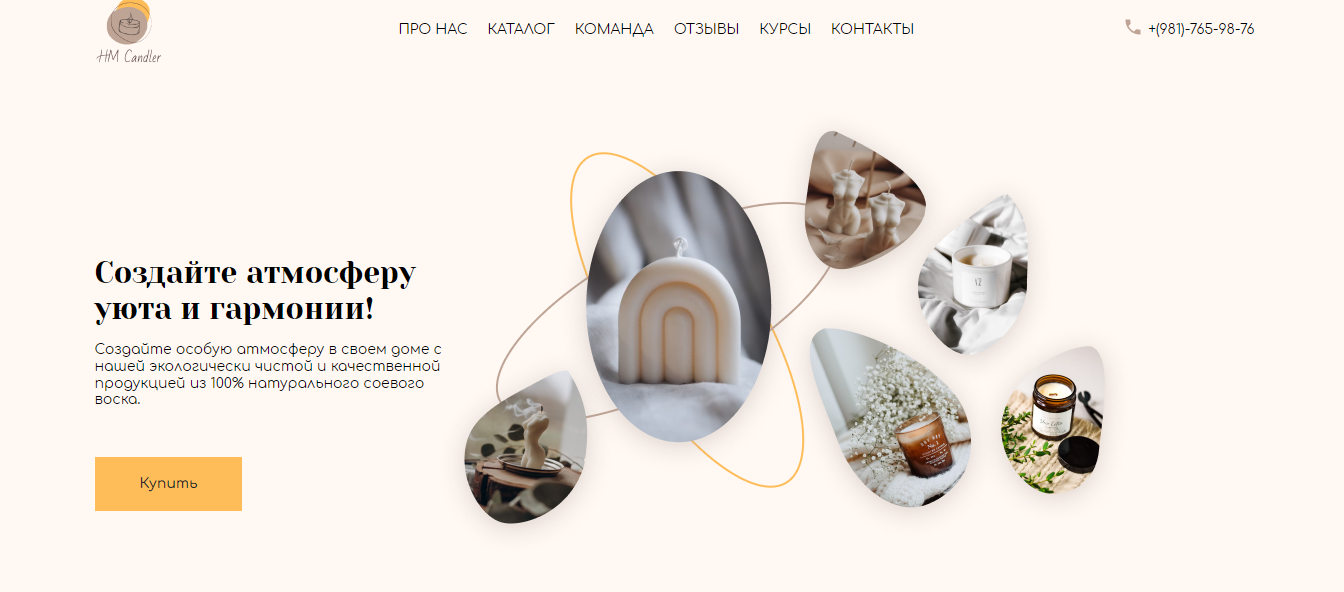 HM Candler
ПРО НАС КАТАЛОГ КОМАНДА ОТЗЫВЫ КУРСЫ КОНТАКТЫ
+(981)-765-98-76
Создайте атмосферу
уюта и гармонии!
Создайте особую атмосферу в своем доме с
нашей экологически чистой и качественной
продукцией из 100% натурального соевого
воска.
Купить